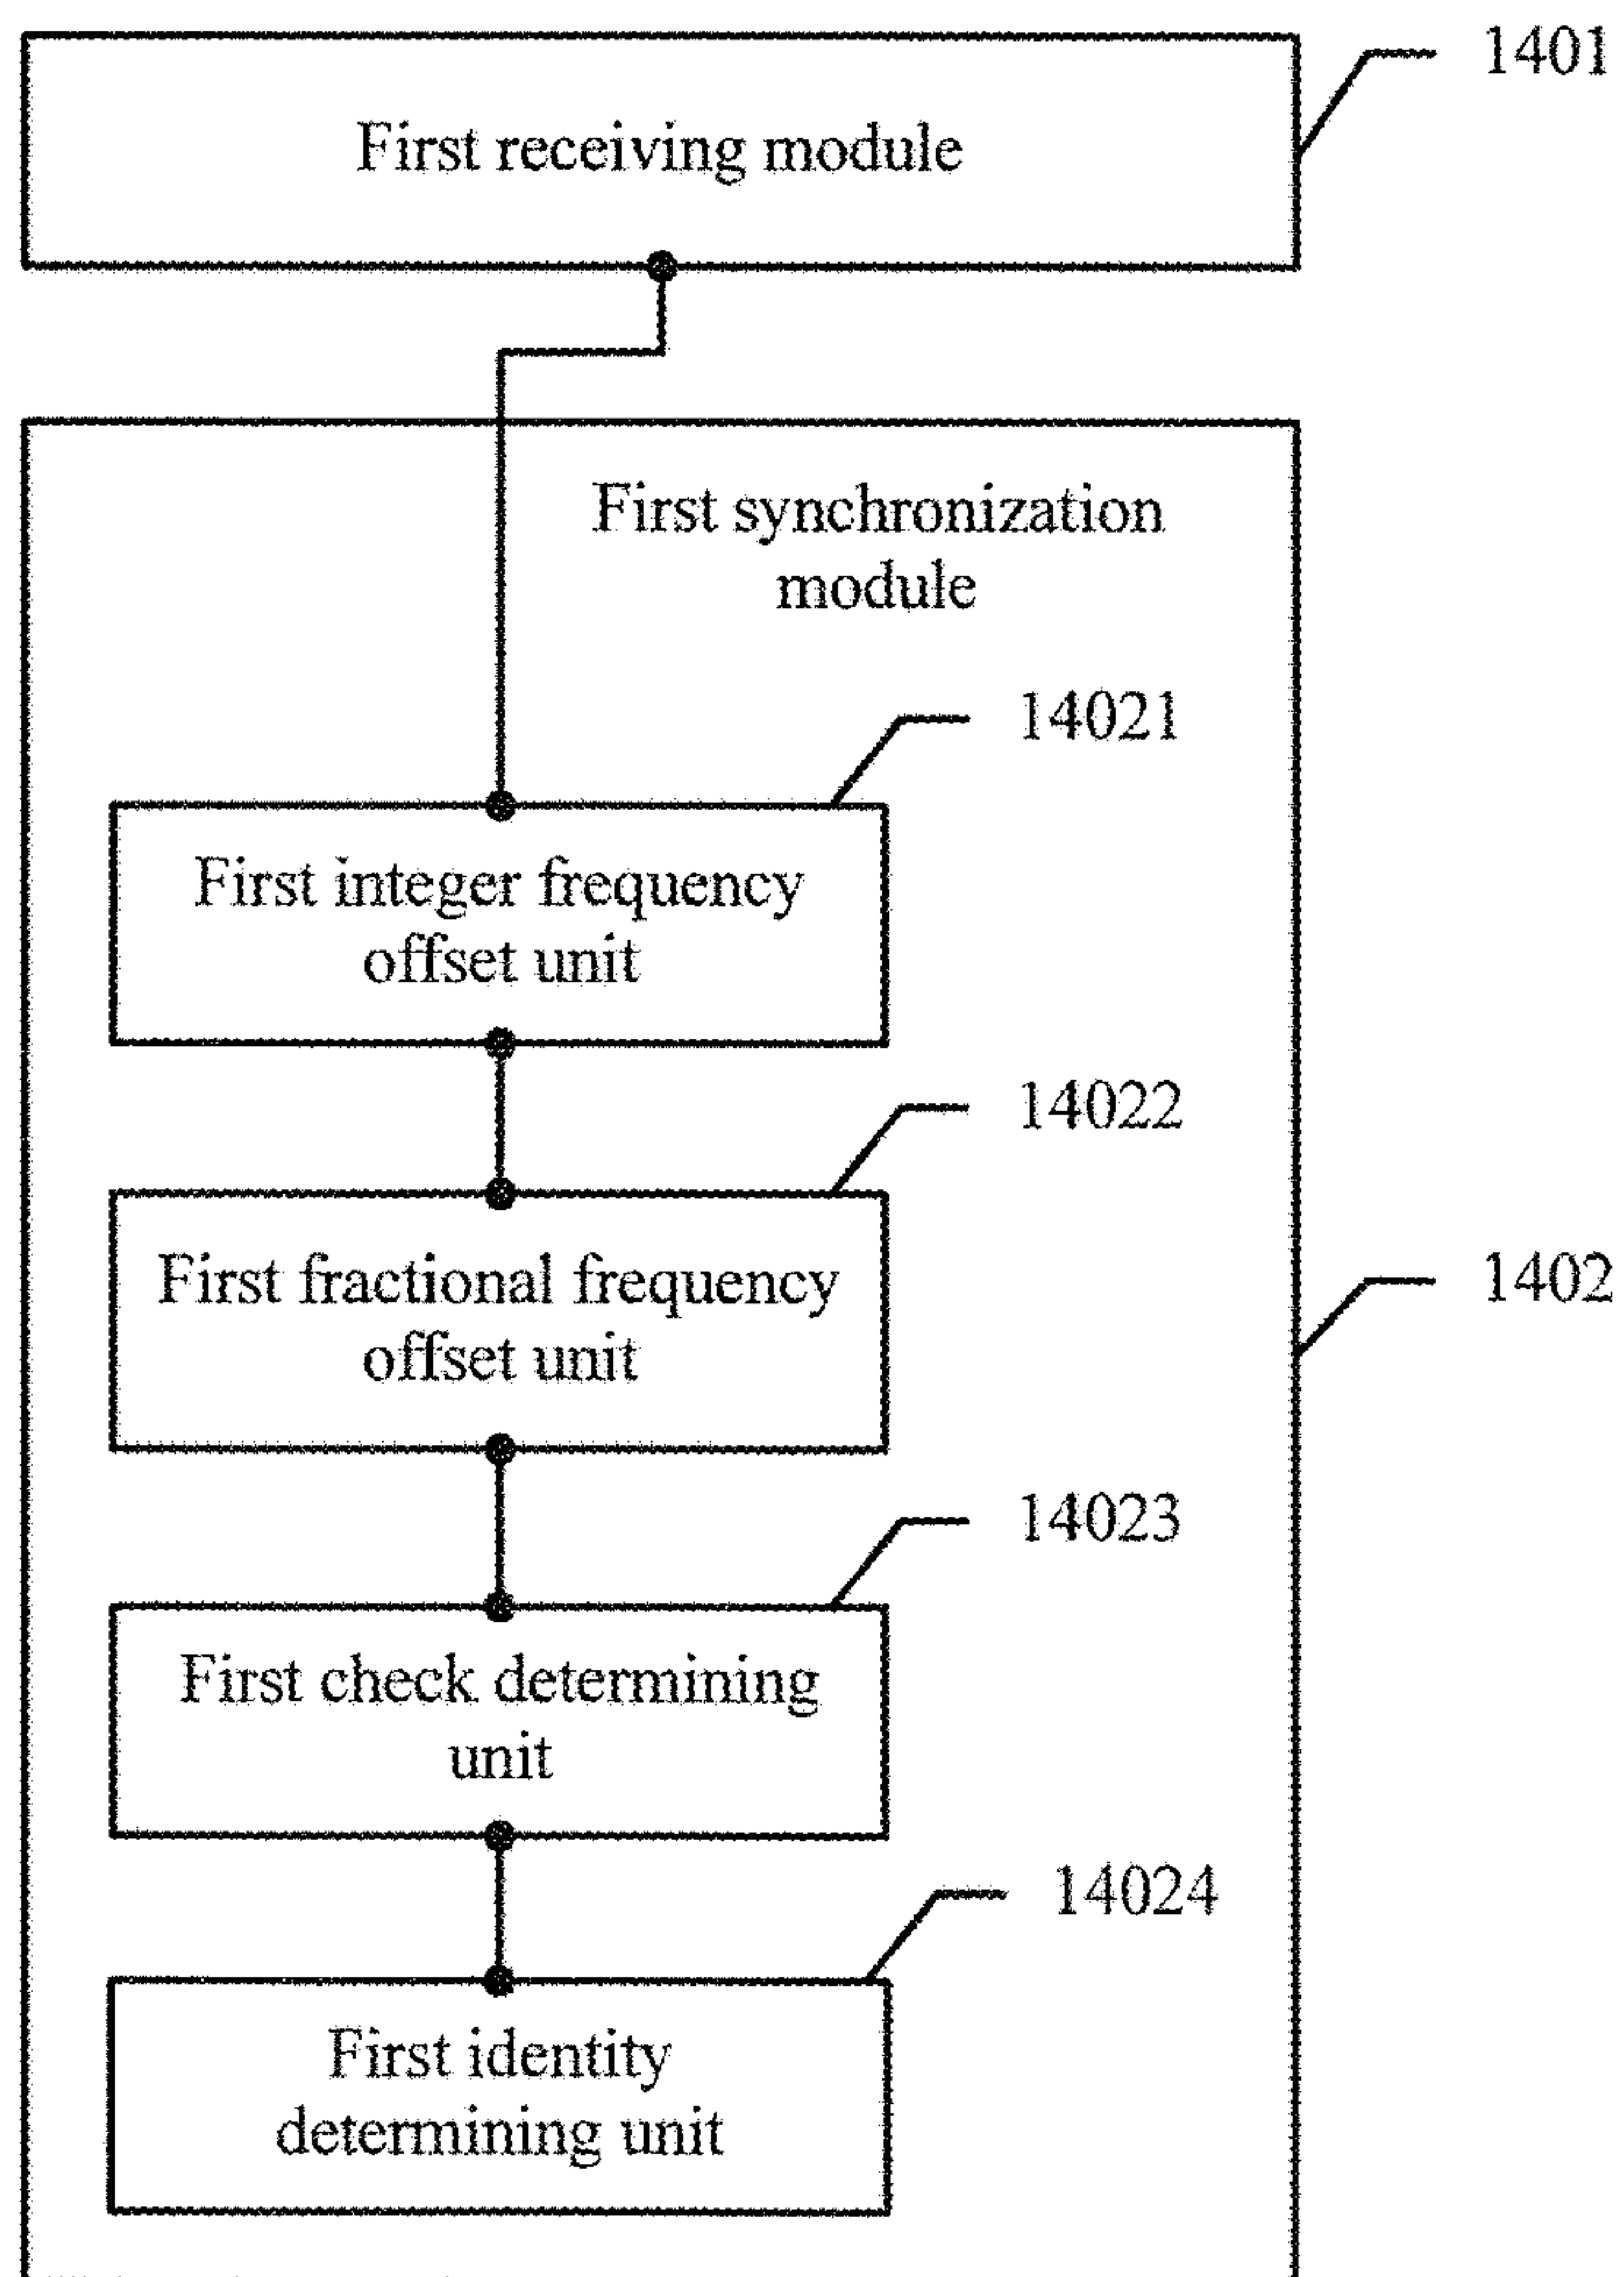 1401
First receiving module
First synchronization
module
14021
First integer frequency
offset unit
14022
First fractional frequency
offset unit
1402
14023
First check determining
unit
14024
First identity
determining unit